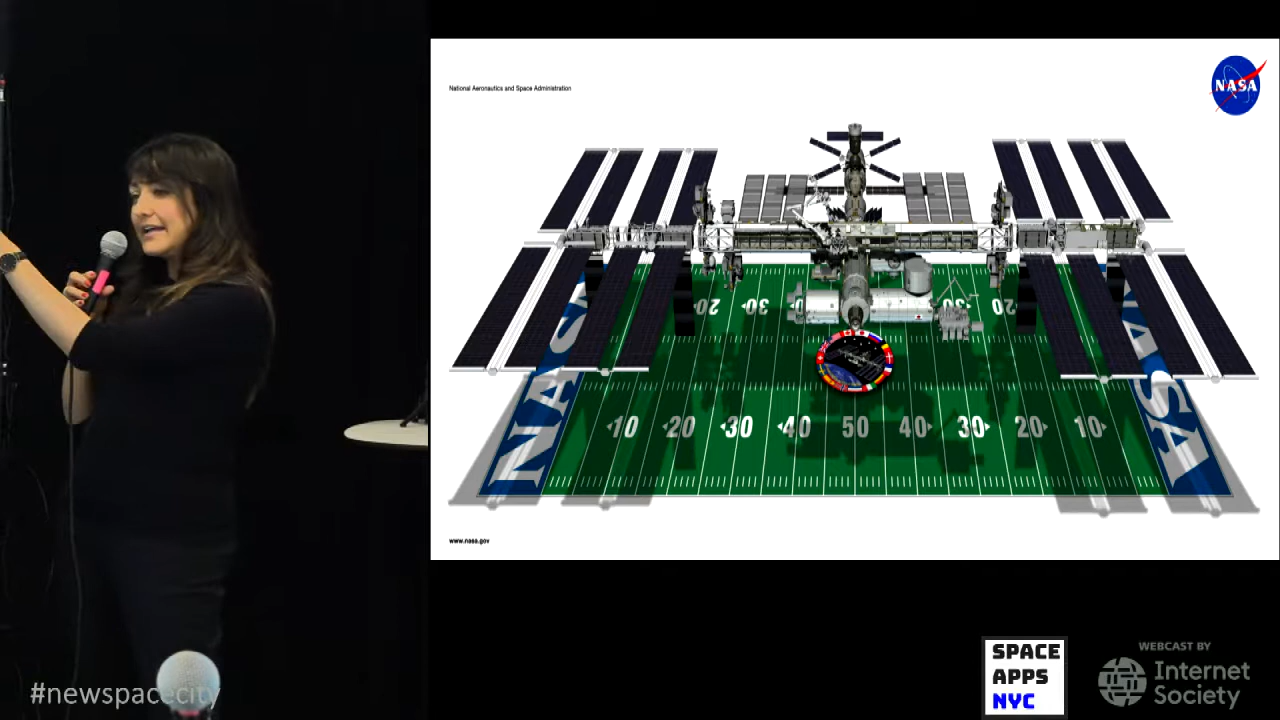 National Aeronautics and Space Administration
NASA
20 30 40 30 20
NASA
10 20 30 40 50 40 30 20 10
NASA
www.nasa.gov
#newspacecity
SPACE
APPS
NYC
WEBCAST BY
Internet
Society